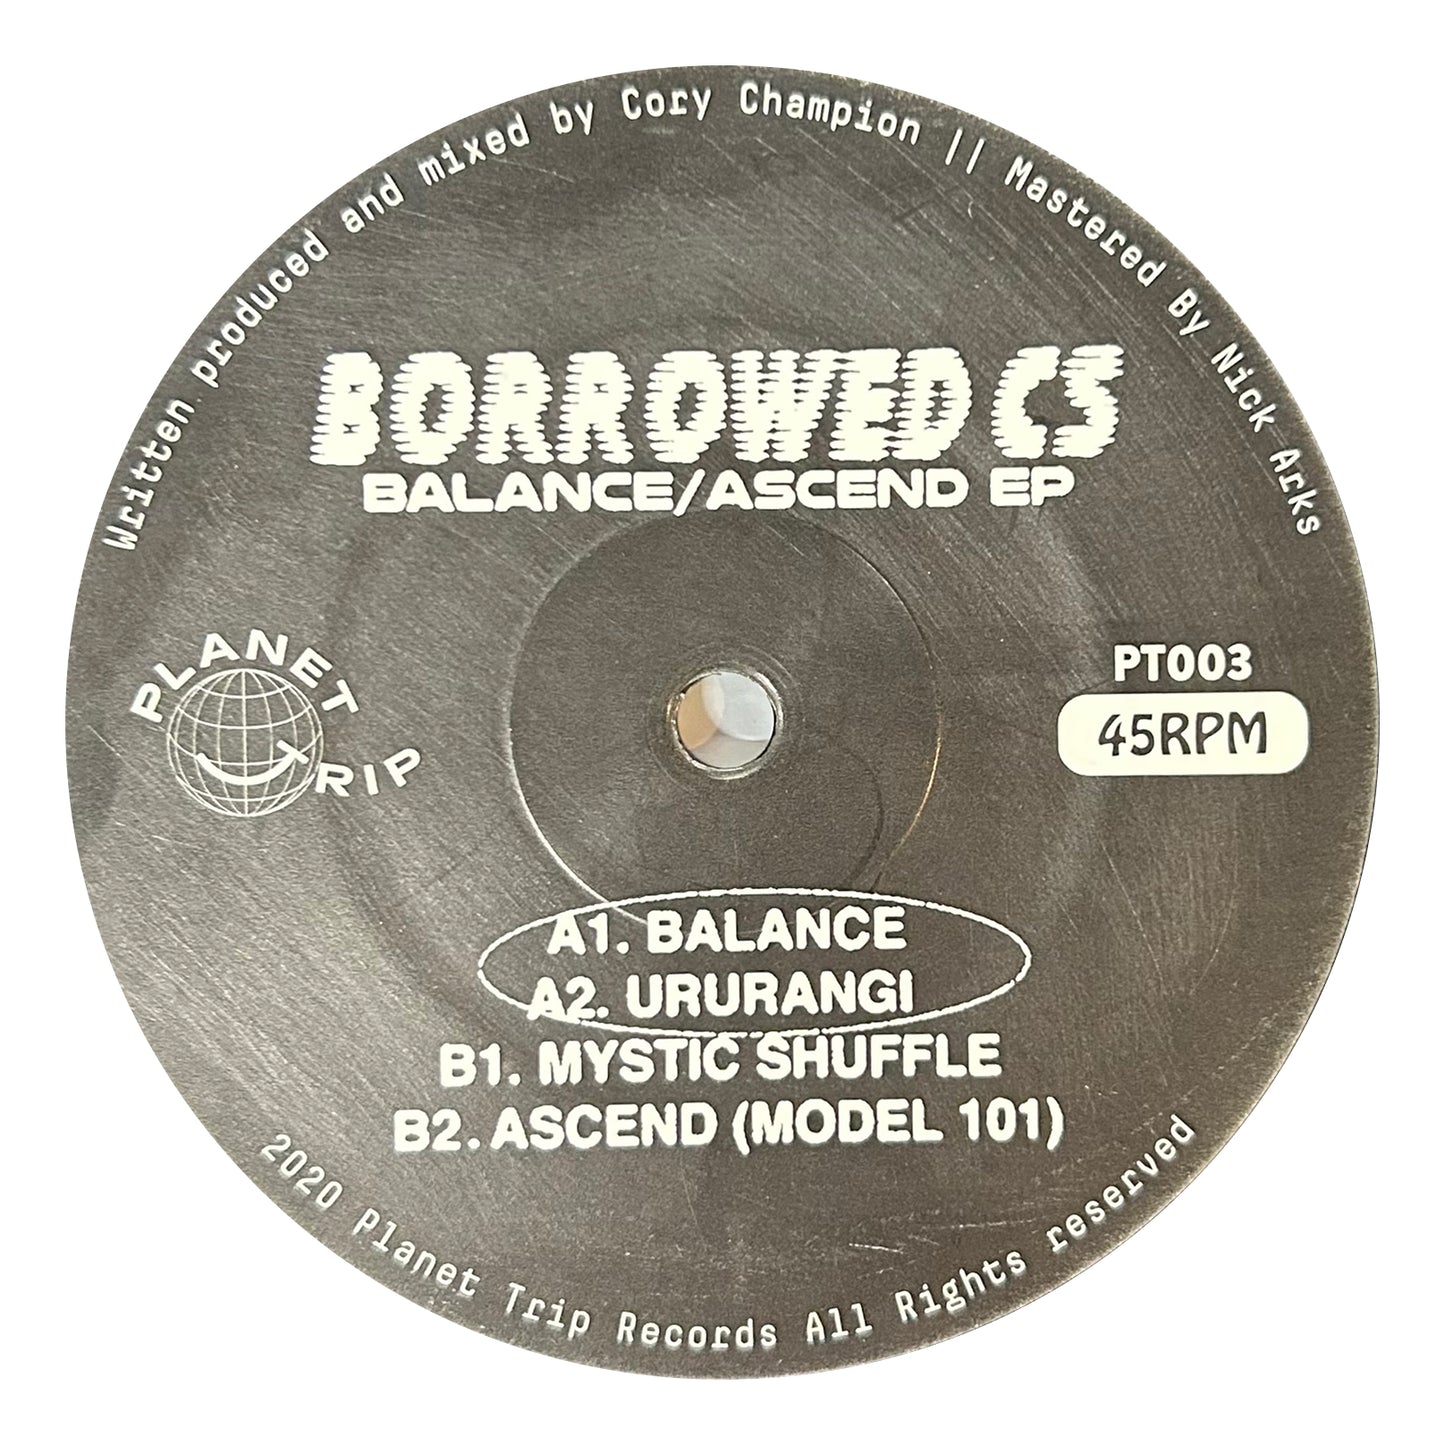 Written produced and mixed by Cory Champion || Mastered By Nick Arks
BORROWED CS
BALANCE/ASCEND EP
PLANET
TRIP
PT003
45RPM
A1. BALANCE
A2. URURANGI
B1. MYSTIC SHUFFLE
B2. ASCEND (MODEL 101)
2020 Planet Trip Records All Rights reserved